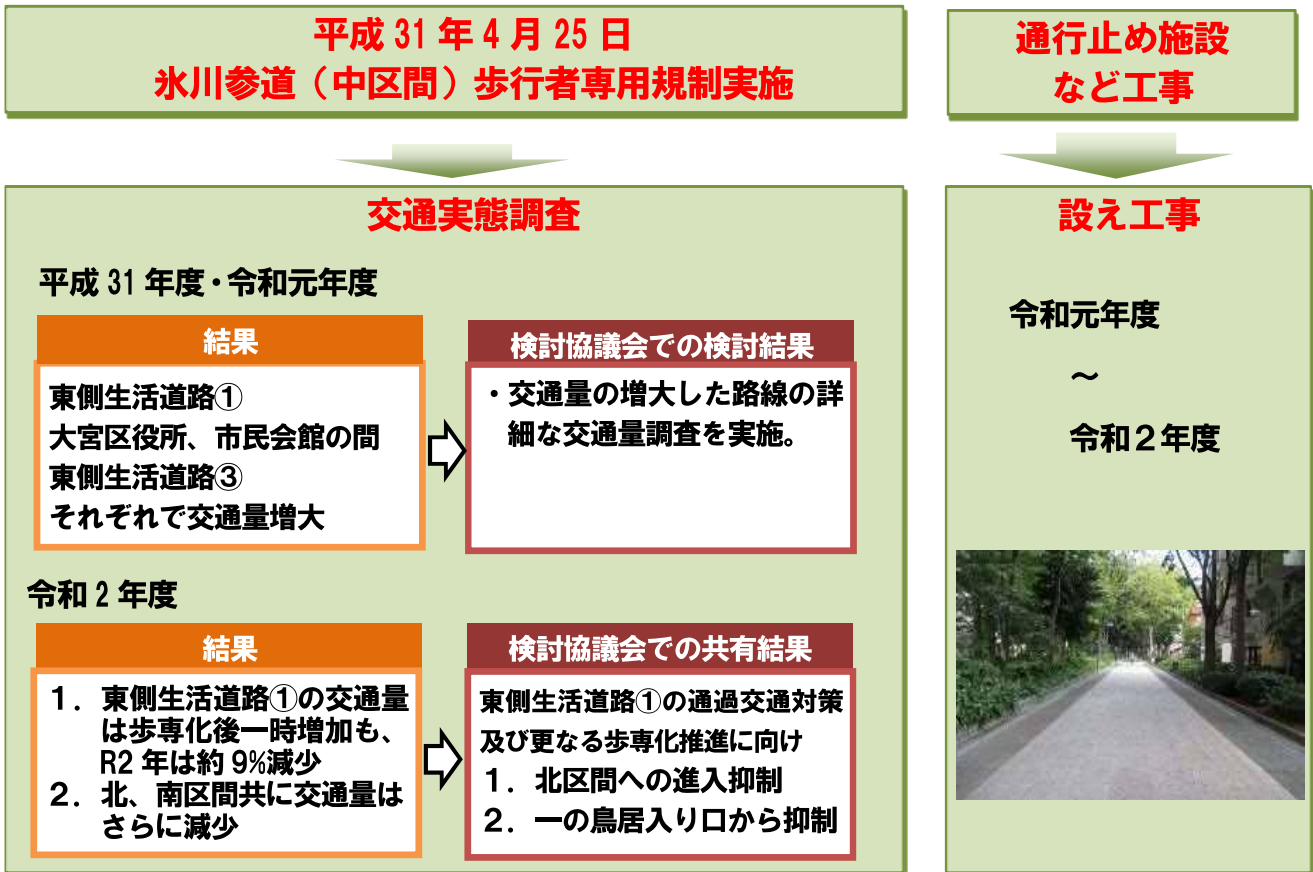 平成31年4月25日
氷川参道（中区間）歩行者専用規制実施
交通実態調査
平成31年度・令和元年度
結果
東側生活道路①
大宮区役所、市民会館の間
東側生活道路③
それぞれで交通量増大
検討協議会での検討結果
・交通量の増大した路線の詳
細な交通量調査を実施。
令和2年度
結果
1．東側生活道路①の交通量
は歩専化後一時増加も、
R2年は約9%減少
2．北、南区間共に交通量は
さらに減少
検討協議会での共有結果
東側生活道路①の通過交通対策
及び更なる歩専化推進に向け
1．北区間への進入抑制
2．一の鳥居入り口から抑制
通行止め施設
など工事
設え工事
令和元年度
～
令和２年度